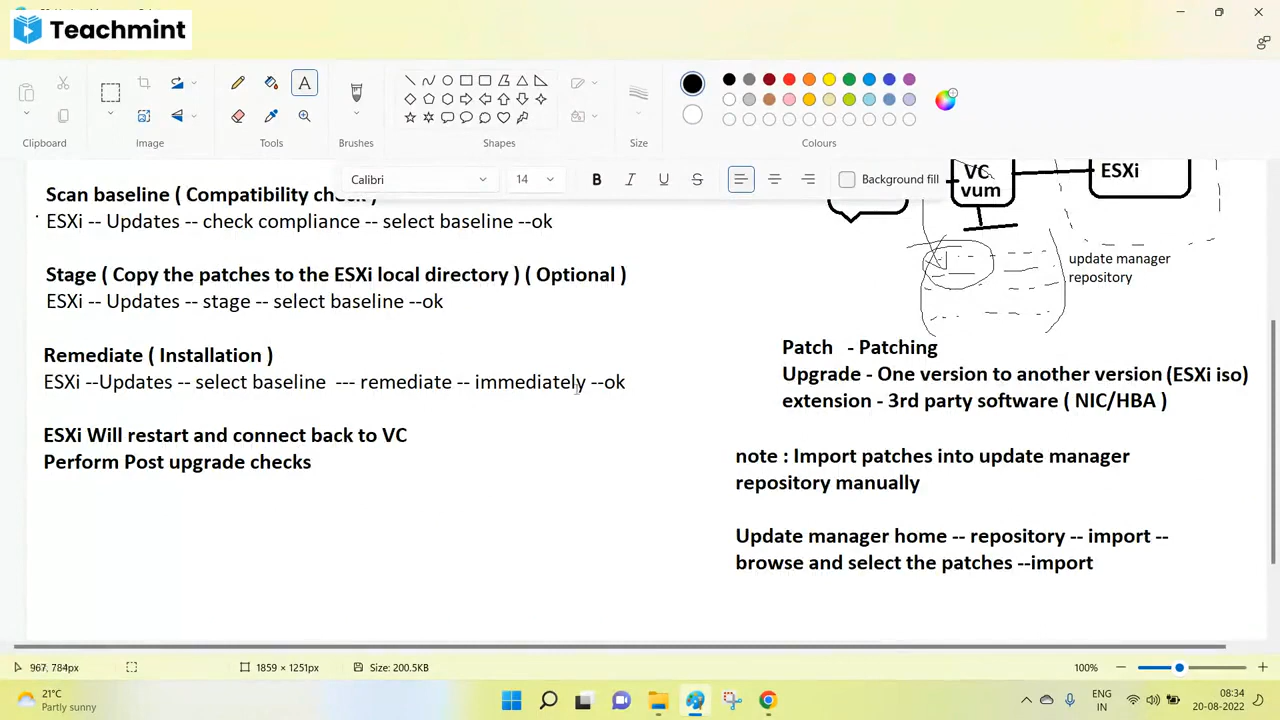 Teachmint
Clipboard
Image
Tools
Brushes
Shapes
Size
Colours
Calibri
14
B
I
U
Background fill
Scan baseline ( Compatibility check )
ESXi -- Updates -- check compliance -- select baseline --ok
Stage ( Copy the patches to the ESXi local directory ) ( Optional )
ESXi -- Updates -- stage -- select baseline --ok
Remediate ( Installation )
ESXi --Updates -- select baseline --- remediate -- immediately --ok
ESXi Will restart and connect back to VC
Perform Post upgrade checks
VC
vum
ESXi
update manager
repository
Patch - Patching
Upgrade - One version to another version (ESXi iso)
extension - 3rd party software ( NIC/HBA )
note : Import patches into update manager
repository manually
Update manager home -- repository -- import --
browse and select the patches --import
967, 784px
1859 × 1251px
Size: 200.5KB
100%
21°C
Partly sunny
ENG
IN
08:34
20-08-2022